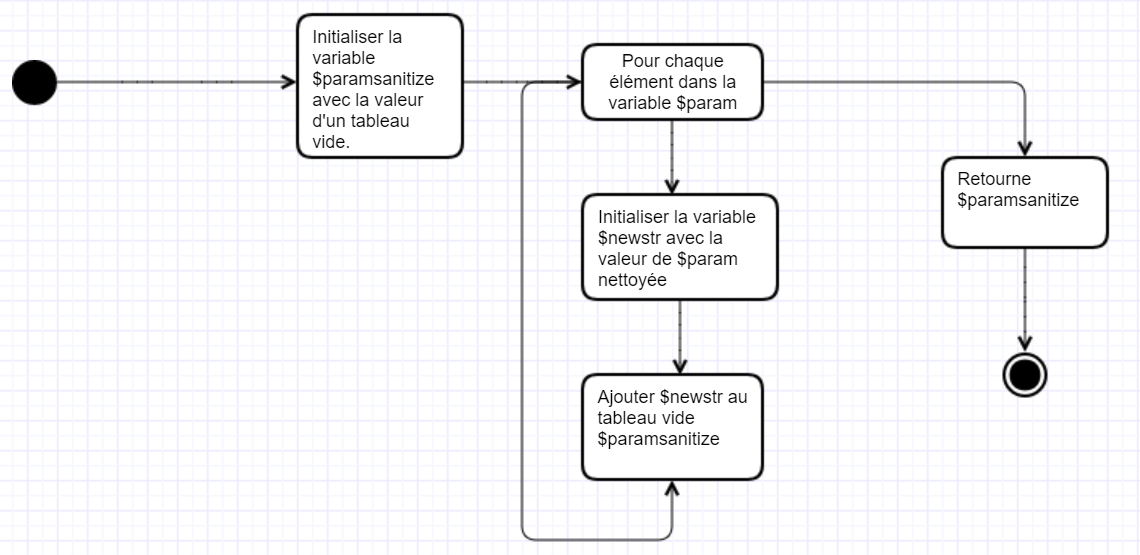 Initialiser la
variable
$paramsanitize
avec la valeur
d'un tableau
vide.
Pour chaque
élément dans la
variable $param
Initialiser la variable
$newstr avec la
valeur de $param
nettoyée
Ajouter $newstr au
tableau vide
$paramsanitize
Retourne
$paramsanitize